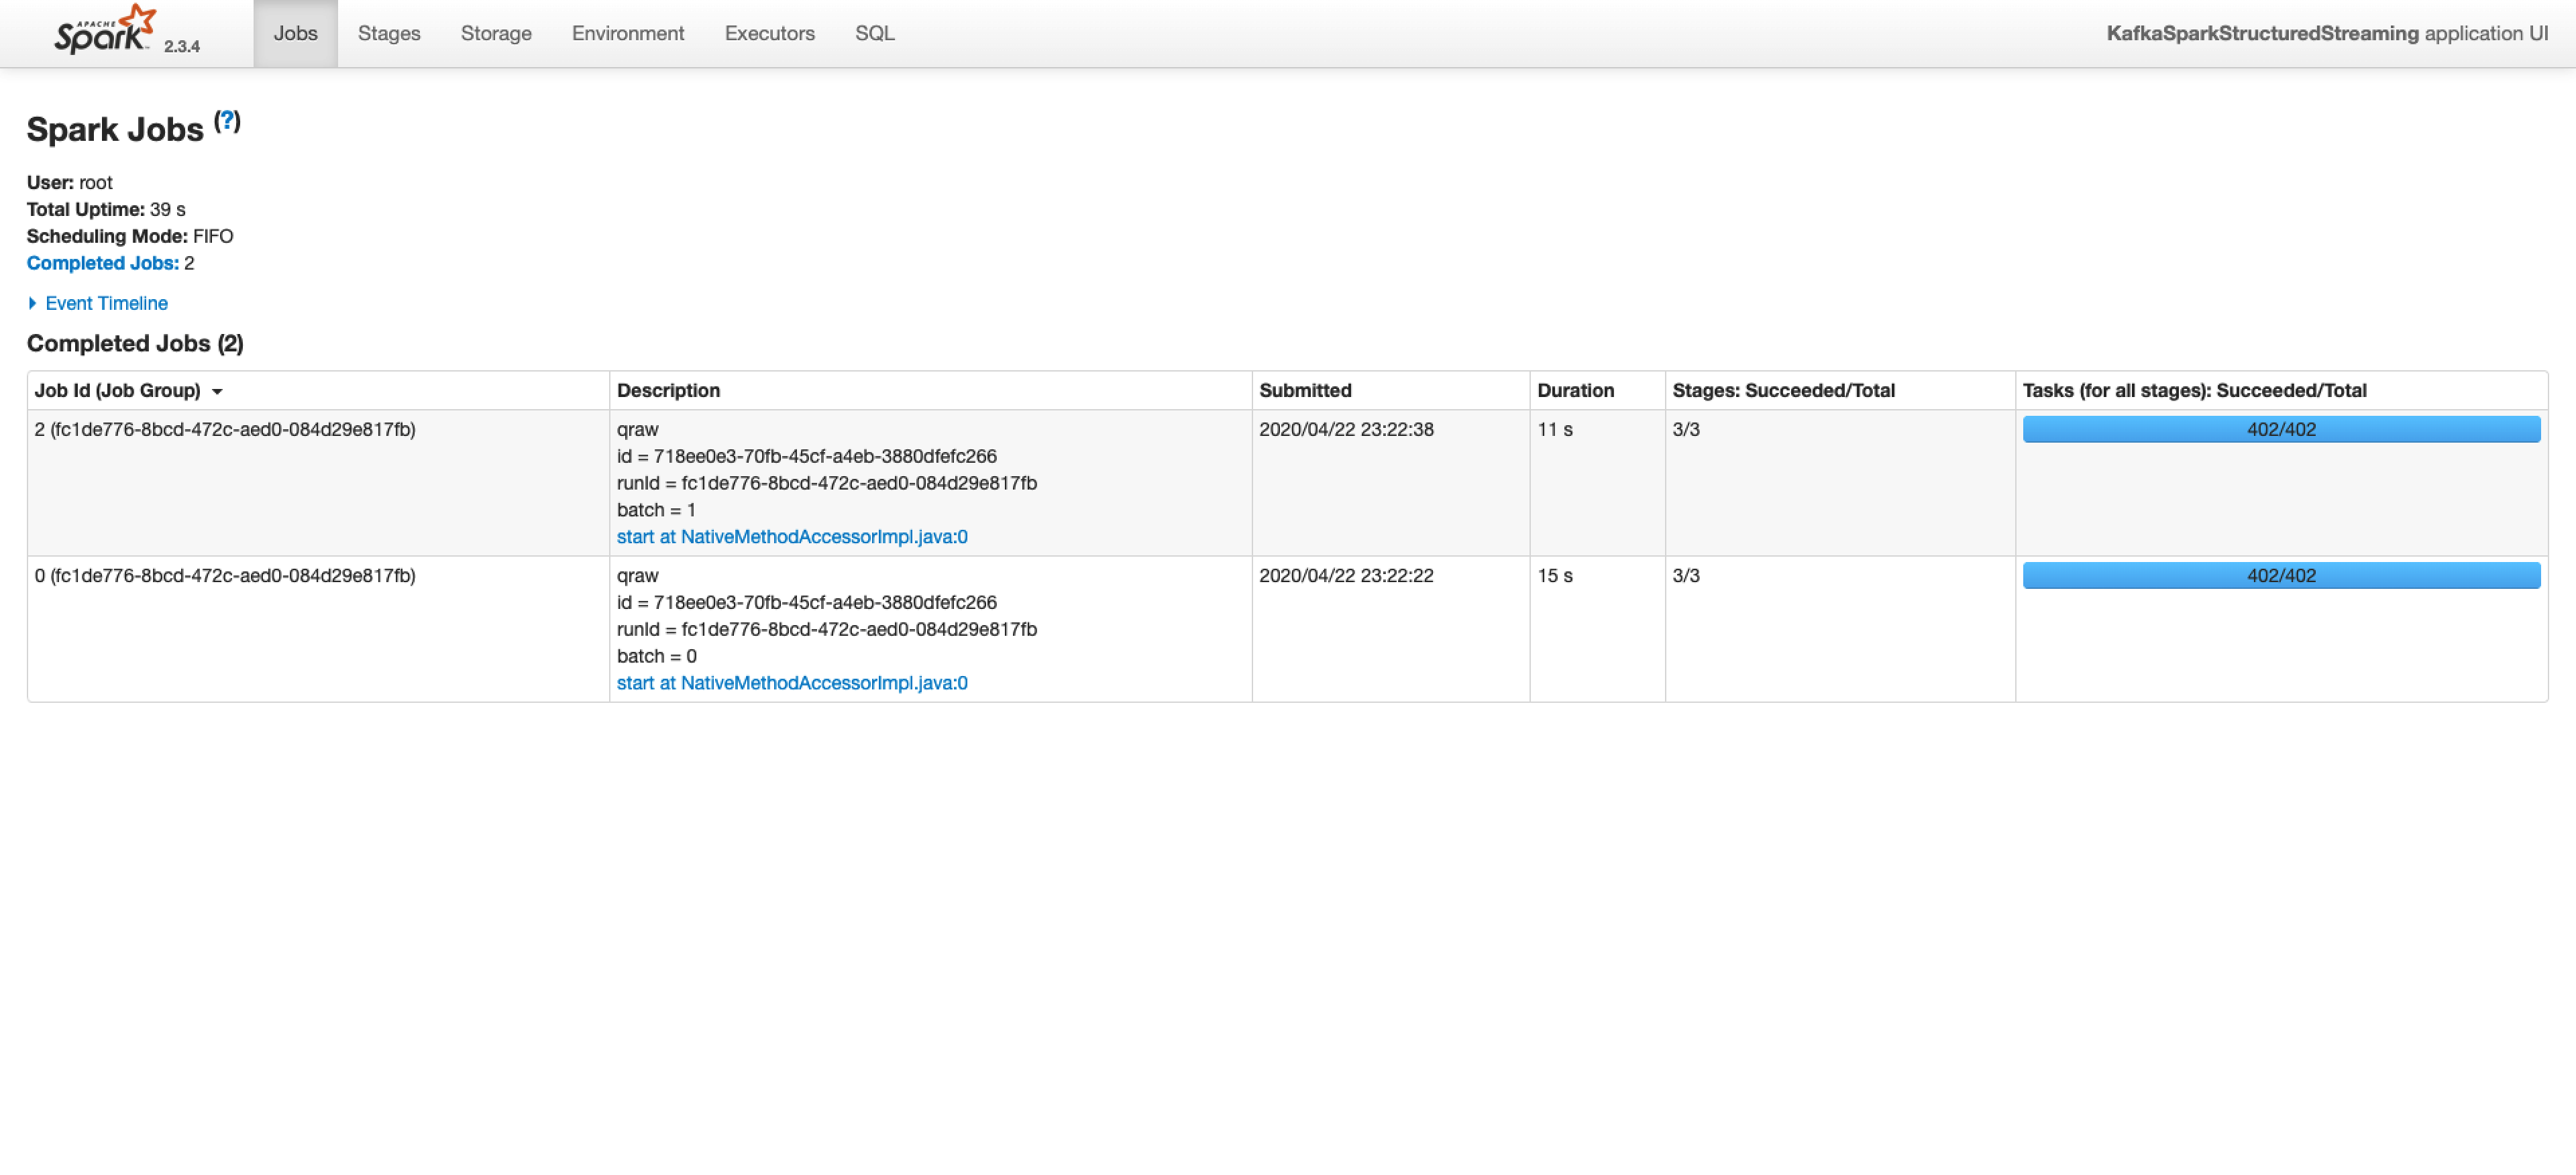 APACHE Spark 2.3.4 Jobs Stages Storage Environment Executors SQL KafkaSparkStructuredStreaming application UI
Spark Jobs (?)
User: root
Total Uptime: 39 s
Scheduling Mode: FIFO
Completed Jobs: 2
Event Timeline
Completed Jobs (2)
Job Id (Job Group) Description Submitted Duration Stages: Succeeded/Total Tasks (for all stages): Succeeded/Total
2 (fc1de776-8bcd-472c-aed0-084d29e817fb) qraw 2020/04/22 23:22:38 11 s 3/3 402/402
id = 718ee0e3-70fb-45cf-a4eb-3880dfefc266
runId = fc1de776-8bcd-472c-aed0-084d29e817fb
batch = 1
start at NativeMethodAccessorImpl.java:0
0 (fc1de776-8bcd-472c-aed0-084d29e817fb) qraw 2020/04/22 23:22:22 15 s 3/3 402/402
id = 718ee0e3-70fb-45cf-a4eb-3880dfefc266
runId = fc1de776-8bcd-472c-aed0-084d29e817fb
batch = 0
start at NativeMethodAccessorImpl.java:0